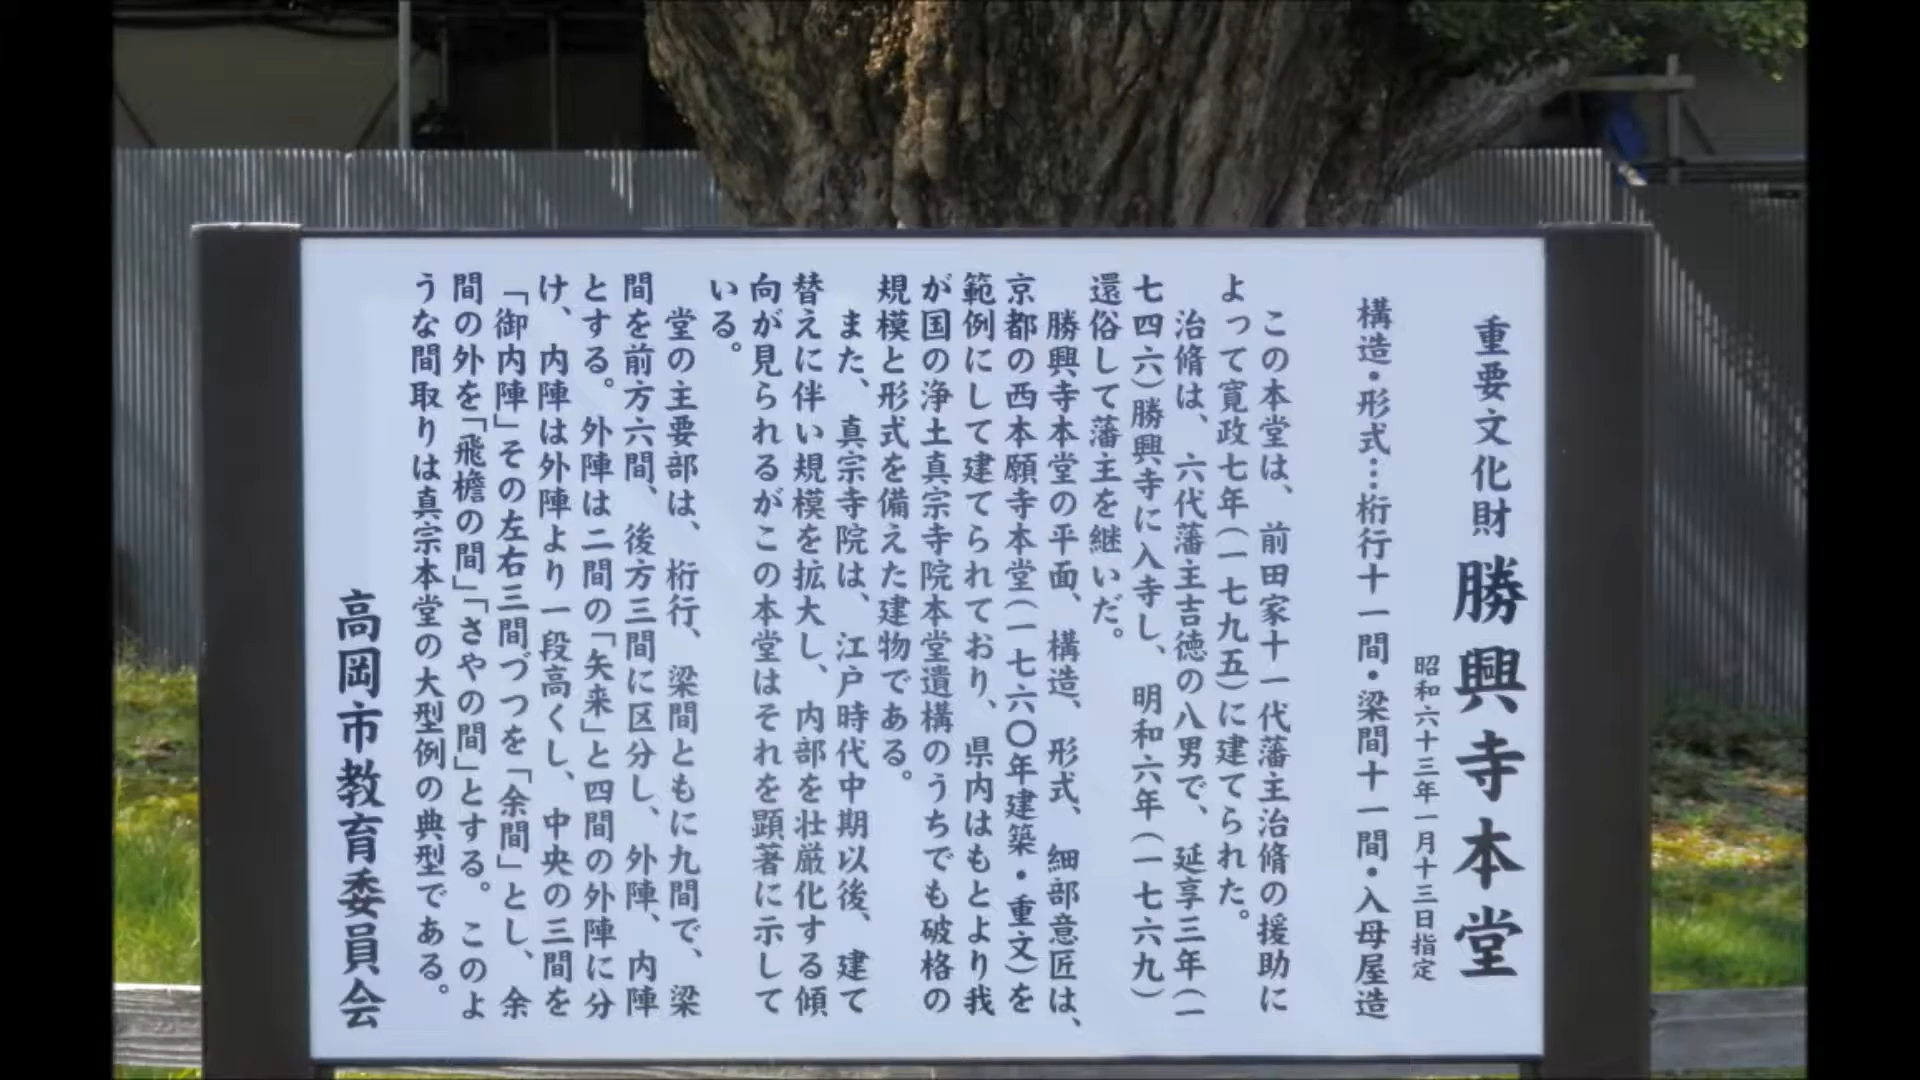 重要文化財 勝興寺本堂
昭和六十三年一月十三日指定
構造・形式…桁行十一間・梁間十一間・入母屋造
この本堂は、前田家十一代藩主治脩の援助に
よって寛政七年(一七九五)に建てられた。
治脩は、六代藩主吉徳の八男で、延享三年(一
七四六)勝興寺に入寺し、明和六年(一七六九)
還俗して藩主を継いだ。
勝興寺本堂の平面、構造、形式、細部意匠は、
京都の西本願寺本堂(一七六〇年建築・重文)を
範例にして建てられており、県内はもとより我
が国の浄土真宗寺院本堂遺構のうちでも破格の
規模と形式を備えた建物である。
また、真宗寺院は、江戸時代中期以後、建て
替えに伴い規模を拡大し、内部を壮厳化する傾
向が見られるがこの本堂はそれを顕著に示して
いる。
堂の主要部は、桁行、梁間ともに九間で、梁
間を前方六間、後方三間に区分し、外陣、内陣
とする。外陣は二間の「矢来」と四間の外陣に分
け、内陣は外陣より一段高くし、中央の三間を
「御内陣」その左右三間づつを「余間」とし、余
間の外を「飛檐の間」「さやの間」とする。このよ
うな間取りは真宗本堂の大型例の典型である。
高岡市教育委員会